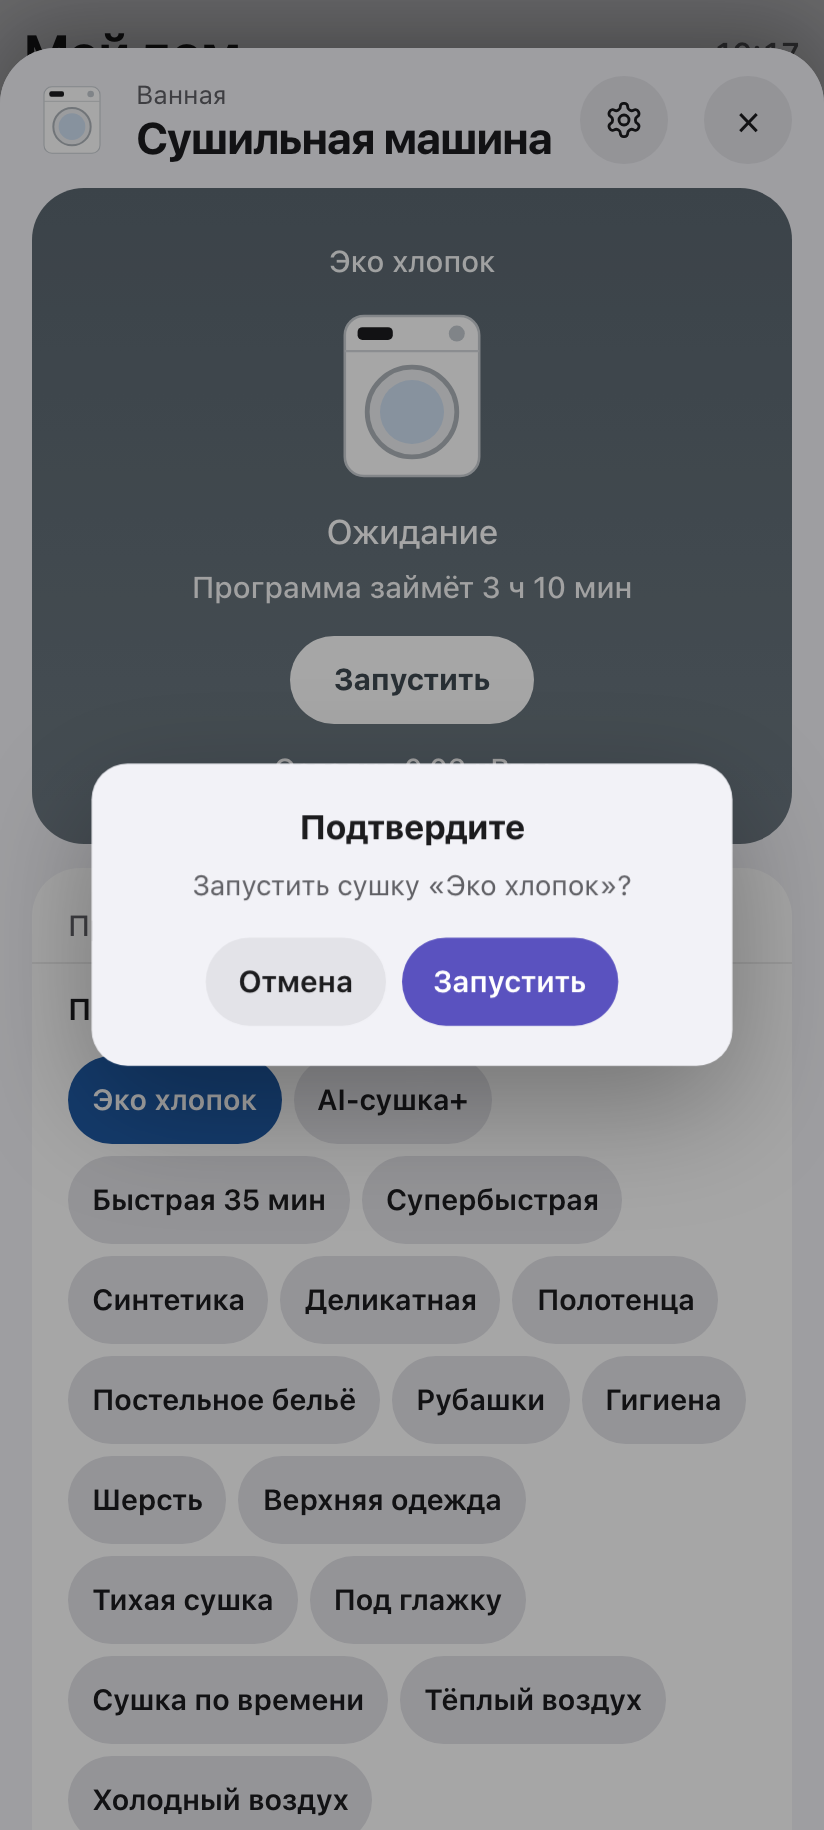 Мой дом
Ванная
Сушильная машина
Эко хлопок
Ожидание
Программа займёт 3 ч 10 мин
Запустить
Подтвердите
Запустить сушку «Эко хлопок»?
Отмена Запустить
Эко хлопок AI-сушка+
Быстрая 35 мин Супербыстрая
Синтетика Деликатная Полотенца
Постельное бельё Рубашки Гигиена
Шерсть Верхняя одежда
Тихая сушка Под глажку
Сушка по времени Тёплый воздух
Холодный воздух